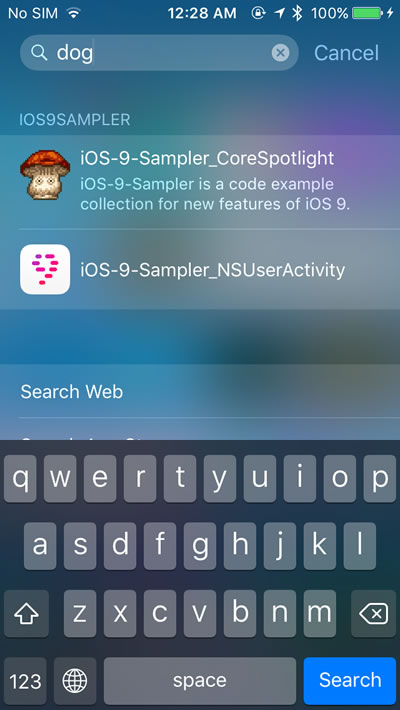 No SIM 12:28 AM 100%
dog Cancel
IOS9SAMPLER
iOS-9-Sampler_CoreSpotlight
iOS-9-Sampler is a code example
collection for new features of iOS 9.
iOS-9-Sampler_NSUserActivity
Search Web
q w e r t y u i o p
a s d f g h j k l
z x c v b n m
123 space Search